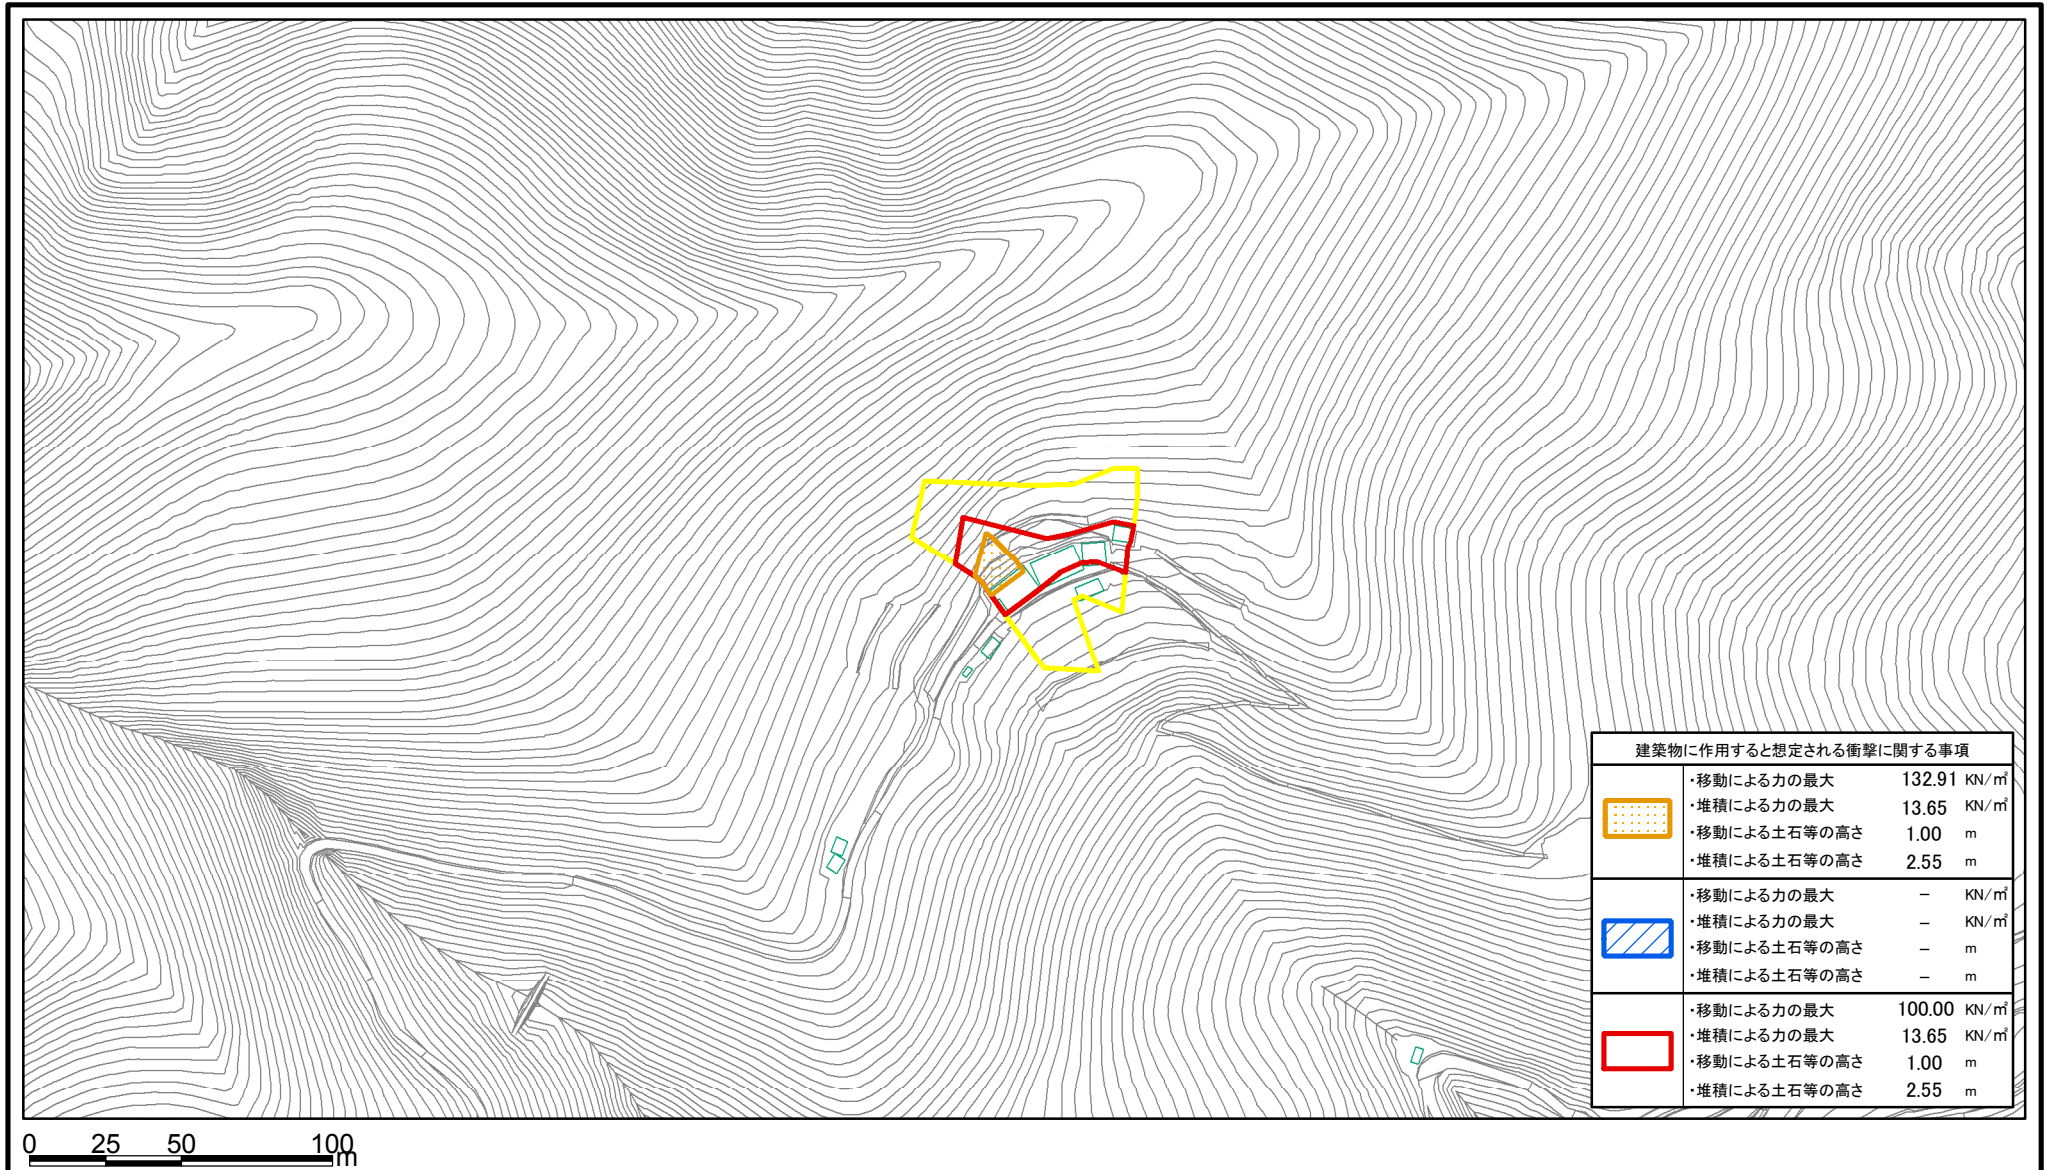 建築物に作用すると想定される衝撃に関する事項
・移動による力の最大 132.91 KN/㎡
・堆積による力の最大 13.65 KN/㎡
・移動による土石等の高さ 1.00 m
・堆積による土石等の高さ 2.55 m
・移動による力の最大 － KN/㎡
・堆積による力の最大 － KN/㎡
・移動による土石等の高さ － m
・堆積による土石等の高さ － m
・移動による力の最大 100.00 KN/㎡
・堆積による力の最大 13.65 KN/㎡
・移動による土石等の高さ 1.00 m
・堆積による土石等の高さ 2.55 m
0 25 50 100
m